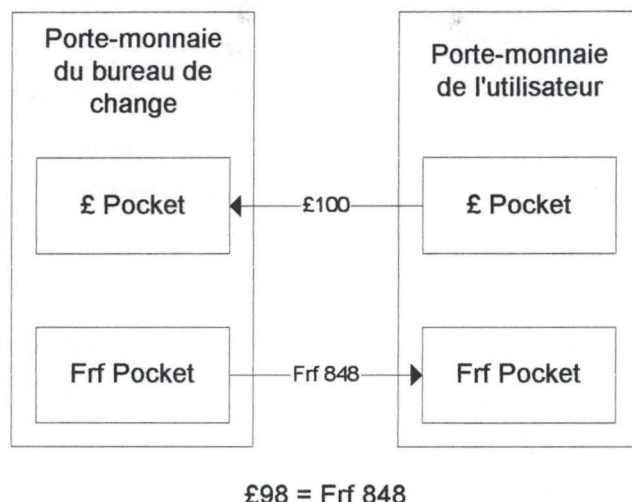 Porte-monnaie
du bureau de
change
Porte-monnaie
de l'utilisateur
£ Pocket
£100
£ Pocket
Frf Pocket
Frf 848
Frf Pocket
£98 = Frf 848